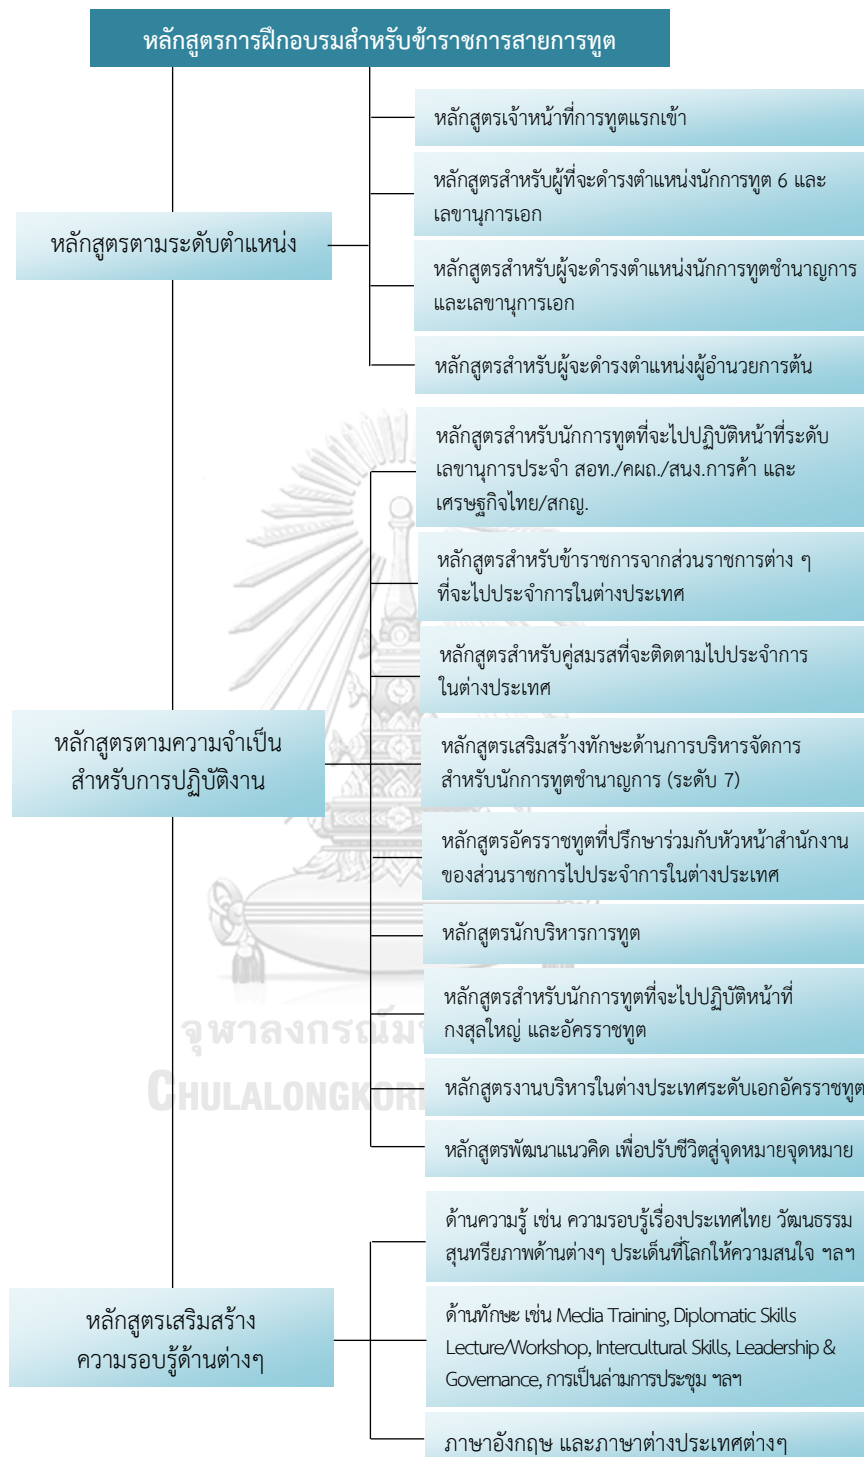 หลักสูตรการฝึกอบรมสำหรับข้าราชการสายการทูต
หลักสูตรตามระดับตำแหน่ง
หลักสูตรเจ้าหน้าที่การทูตแรกเข้า
หลักสูตรสำหรับผู้ที่จะดำรงตำแหน่งนักการทูต 6 และ
เลขานุการเอก
หลักสูตรสำหรับผู้จะดำรงตำแหน่งนักการทูตชำนาญการ
และเลขานุการเอก
หลักสูตรสำหรับผู้จะดำรงตำแหน่งผู้อำนวยการต้น
หลักสูตรตามความจำเป็น
สำหรับการปฏิบัติงาน
หลักสูตรสำหรับนักการทูตที่จะไปปฏิบัติหน้าที่ระดับ
เลขานุการประจำ สอท./คผถ./สนง.การค้า และ
เศรษฐกิจไทย/สกญ.
หลักสูตรสำหรับข้าราชการจากส่วนราชการต่าง ๆ
ที่จะไปประจำการในต่างประเทศ
หลักสูตรสำหรับคู่สมรสที่จะติดตามไปประจำการ
ในต่างประเทศ
หลักสูตรเสริมสร้างทักษะด้านการบริหารจัดการ
สำหรับนักการทูตชำนาญการ (ระดับ 7)
หลักสูตรอัครราชทูตที่ปรึกษาร่วมกับหัวหน้าสำนักงาน
ของส่วนราชการไปประจำการในต่างประเทศ
หลักสูตรนักบริหารการทูต
หลักสูตรสำหรับนักการทูตที่จะไปปฏิบัติหน้าที่
กงสุลใหญ่ และอัครราชทูต
หลักสูตรงานบริหารในต่างประเทศระดับเอกอัครราชทูต
หลักสูตรพัฒนาแนวคิด เพื่อปรับชีวิตสู่จุดหมายจุดหมาย
หลักสูตรเสริมสร้าง
ความรอบรู้ด้านต่างๆ
ด้านความรู้ เช่น ความรอบรู้เรื่องประเทศไทย วัฒนธรรม
สุนทรียภาพด้านต่างๆ ประเด็นที่โลกให้ความสนใจ ฯลฯ
ด้านทักษะ เช่น Media Training, Diplomatic Skills
Lecture/Workshop, Intercultural Skills, Leadership &
Governance, การเป็นล่ามการประชุม ฯลฯ
ภาษาอังกฤษ และภาษาต่างประเทศต่างๆ
จุฬาลงกรณ์ม
CHULALONGKOR